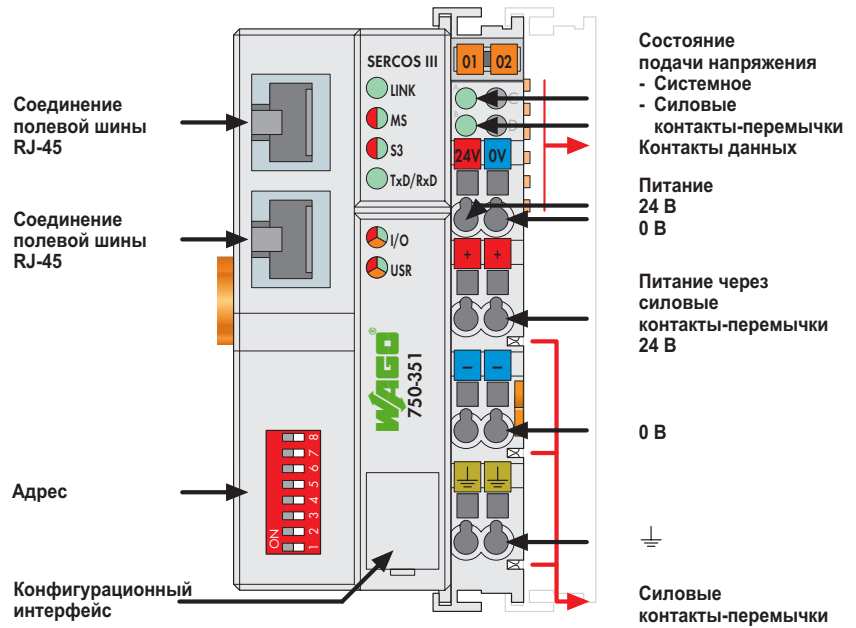 Соединение
полевой шины
RJ-45
Соединение
полевой шины
RJ-45
Адрес
Конфигурационный
интерфейс
SERCOS III
LINK
MS
S3
TxD/RxD
I/O
USR
WAGO®
750-351
ON
1 2 3 4 5 6 7 8
01 02
A C
B D
24V 0V
+ +
− −
Состояние
подачи напряжения
- Системное
- Силовые
контакты-перемычки
Контакты данных
Питание
24 В
0 В
Питание через
силовые
контакты-перемычки
24 В
0 В
Силовые
контакты-перемычки